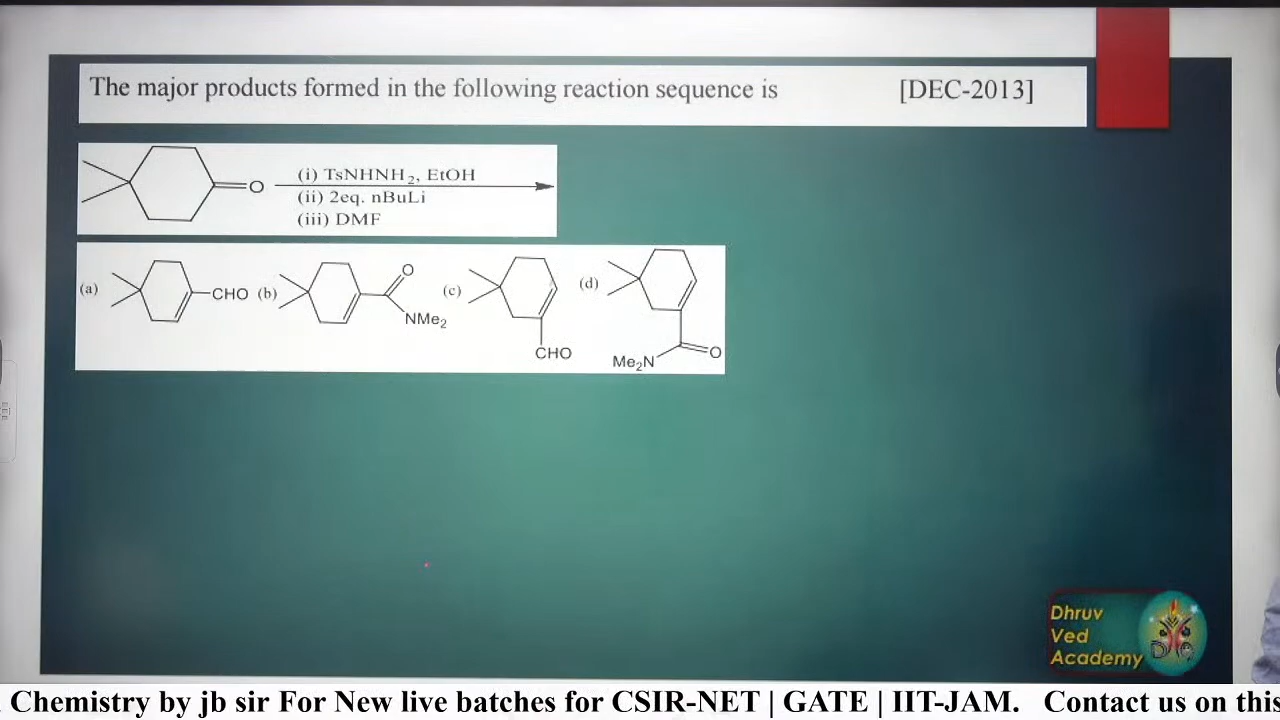 The major products formed in the following reaction sequence is [DEC-2013]
O
(i) TsNHNH2, EtOH
(ii) 2eq. nBuLi
(iii) DMF
(a) CHO (b) O NMe2 (c) CHO (d) Me2N O
Dhruv
Ved
Academy
Chemistry by jb sir For New live batches for CSIR-NET | GATE | IIT-JAM. Contact us on this